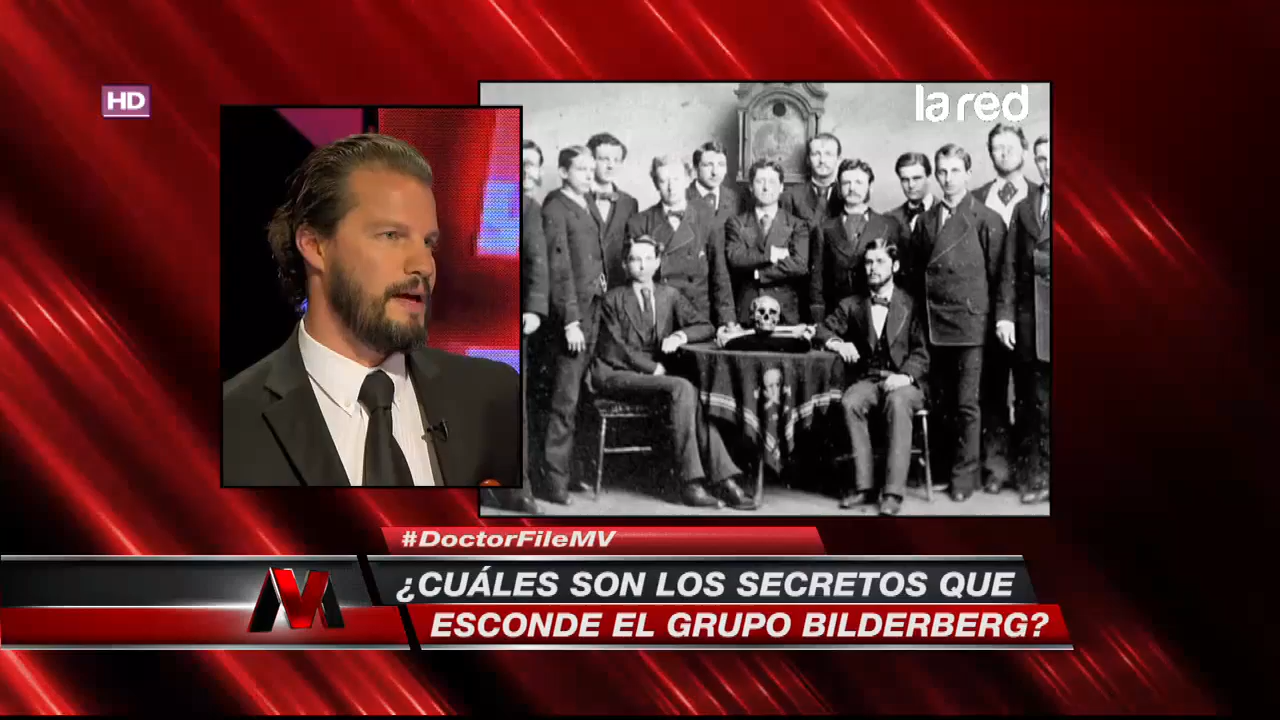 HD
la red
#DoctorFileMV
¿CUÁLES SON LOS SECRETOS QUE
ESCONDE EL GRUPO BILDERBERG?